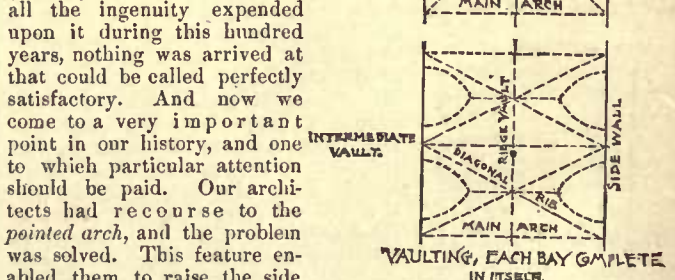 all the ingenuity expended
upon it during this hundred
years, nothing was arrived at
that could be called perfectly
satisfactory. And now we
come to a very important
point in our history, and one
to which particular attention
should be paid. Our archi-
tects had recourse to the
pointed arch, and the problem
was solved. This feature en-
abled them to raise the side
MAIN ARCH
RIDGE VAULT
INTERMEDIATE
VAULT.
DIAGONAL
RIB
SIDE WALL
MAIN ARCH
VAULTING, EACH BAY COMPLETE
IN ITSELF.